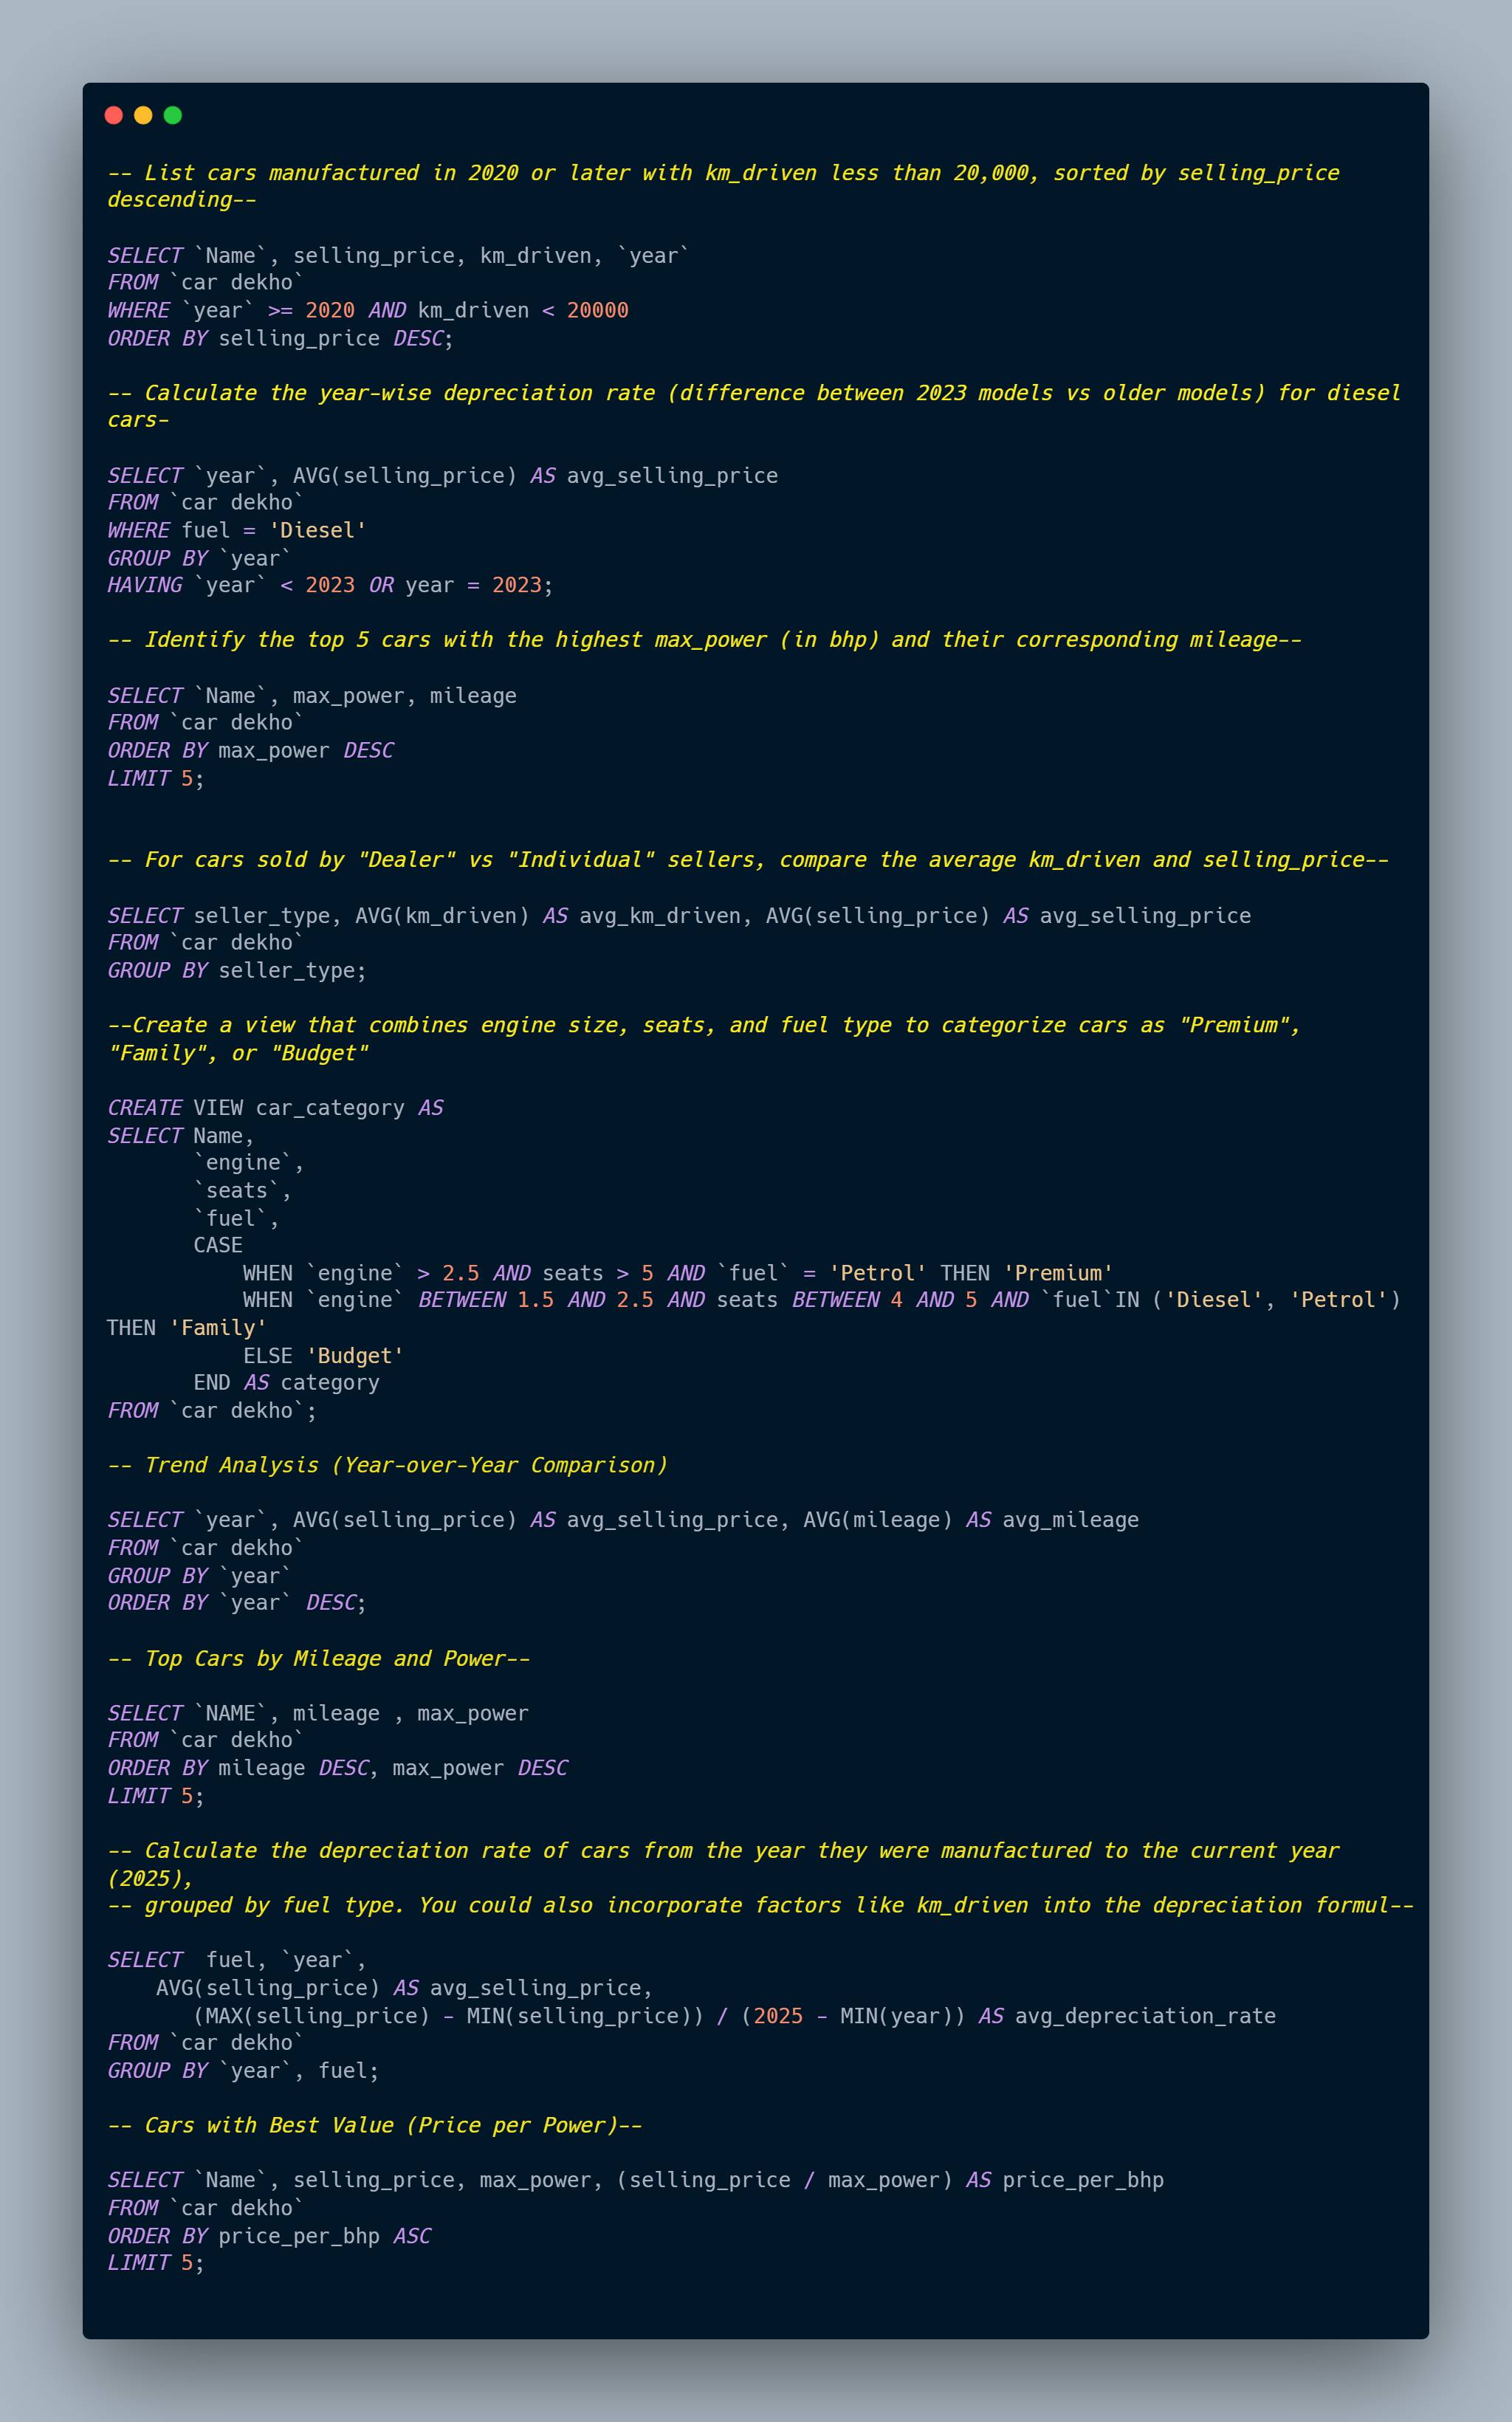 -- List cars manufactured in 2020 or later with km_driven less than 20,000, sorted by selling_price
descending--
SELECT `Name`, selling_price, km_driven, `year`
FROM `car dekho`
WHERE `year` >= 2020 AND km_driven < 20000
ORDER BY selling_price DESC;
-- Calculate the year-wise depreciation rate (difference between 2023 models vs older models) for diesel
cars-
SELECT `year`, AVG(selling_price) AS avg_selling_price
FROM `car dekho`
WHERE fuel = 'Diesel'
GROUP BY `year`
HAVING `year` < 2023 OR year = 2023;
-- Identify the top 5 cars with the highest max_power (in bhp) and their corresponding mileage--
SELECT `Name`, max_power, mileage
FROM `car dekho`
ORDER BY max_power DESC
LIMIT 5;
-- For cars sold by "Dealer" vs "Individual" sellers, compare the average km_driven and selling_price--
SELECT seller_type, AVG(km_driven) AS avg_km_driven, AVG(selling_price) AS avg_selling_price
FROM `car dekho`
GROUP BY seller_type;
--Create a view that combines engine size, seats, and fuel type to categorize cars as "Premium",
"Family", or "Budget"
CREATE VIEW car_category AS
SELECT Name,
       `engine`,
       `seats`,
       `fuel`,
       CASE
           WHEN `engine` > 2.5 AND seats > 5 AND `fuel` = 'Petrol' THEN 'Premium'
           WHEN `engine` BETWEEN 1.5 AND 2.5 AND seats BETWEEN 4 AND 5 AND `fuel`IN ('Diesel', 'Petrol')
THEN 'Family'
           ELSE 'Budget'
       END AS category
FROM `car dekho`;
-- Trend Analysis (Year-over-Year Comparison)
SELECT `year`, AVG(selling_price) AS avg_selling_price, AVG(mileage) AS avg_mileage
FROM `car dekho`
GROUP BY `year`
ORDER BY `year` DESC;
-- Top Cars by Mileage and Power--
SELECT `NAME`, mileage , max_power
FROM `car dekho`
ORDER BY mileage DESC, max_power DESC
LIMIT 5;
-- Calculate the depreciation rate of cars from the year they were manufactured to the current year
(2025),
-- grouped by fuel type. You could also incorporate factors like km_driven into the depreciation formul--
SELECT  fuel, `year`,
    AVG(selling_price) AS avg_selling_price,
       (MAX(selling_price) - MIN(selling_price)) / (2025 - MIN(year)) AS avg_depreciation_rate
FROM `car dekho`
GROUP BY `year`, fuel;
-- Cars with Best Value (Price per Power)--
SELECT `Name`, selling_price, max_power, (selling_price / max_power) AS price_per_bhp
FROM `car dekho`
ORDER BY price_per_bhp ASC
LIMIT 5;